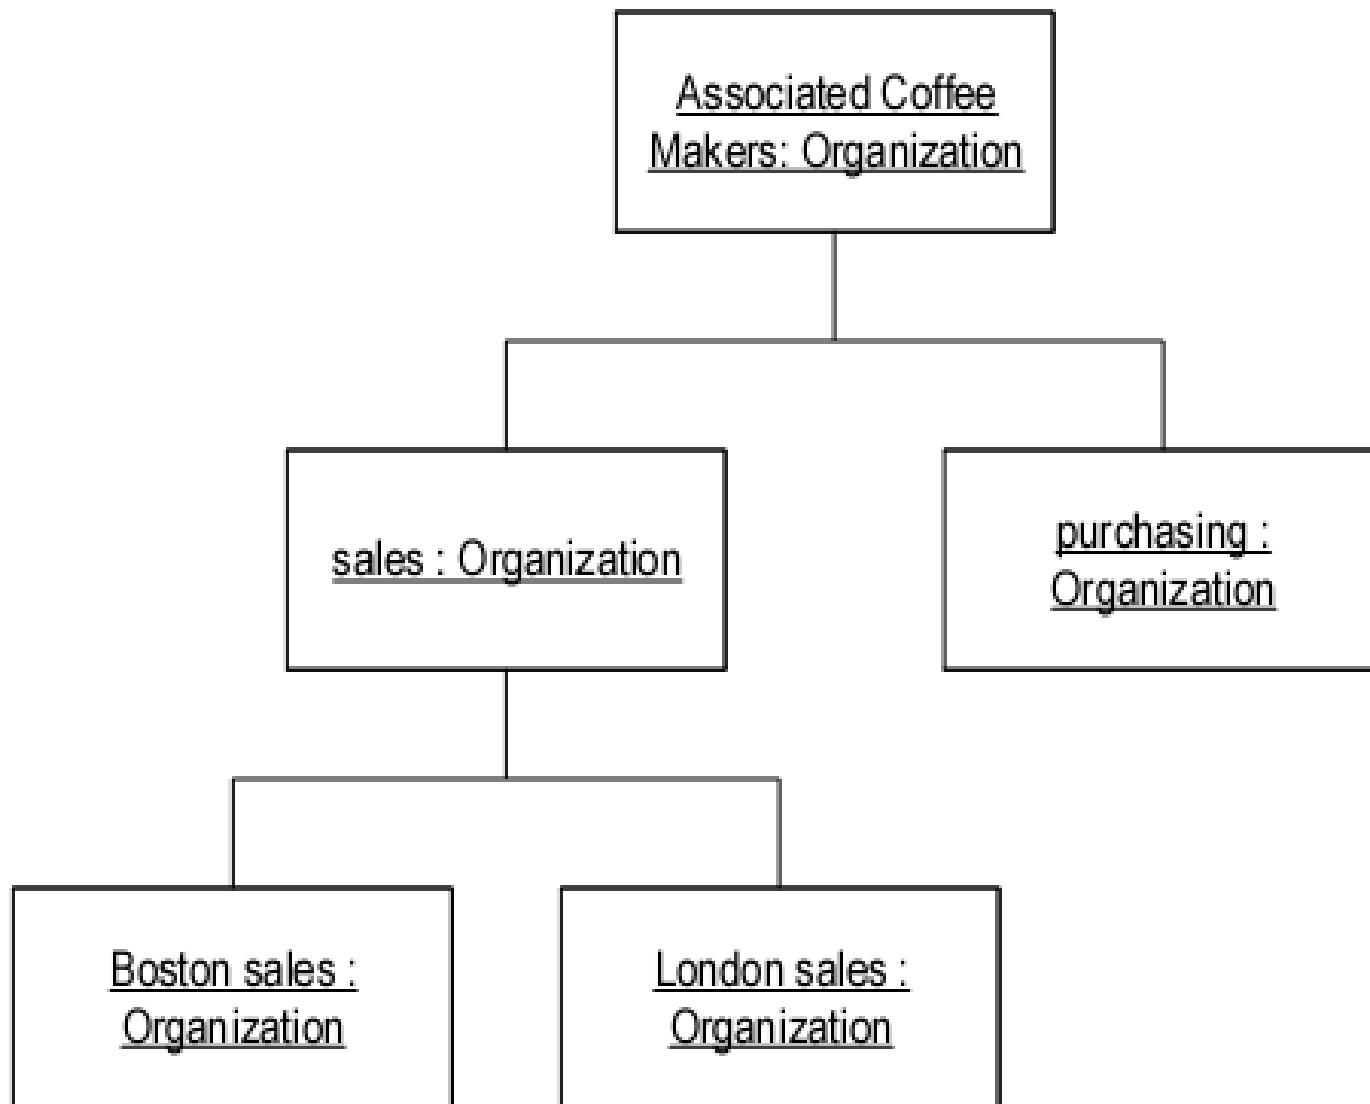 Associated Coffee
Makers: Organization
sales : Organization
purchasing :
Organization
Boston sales :
Organization
London sales :
Organization